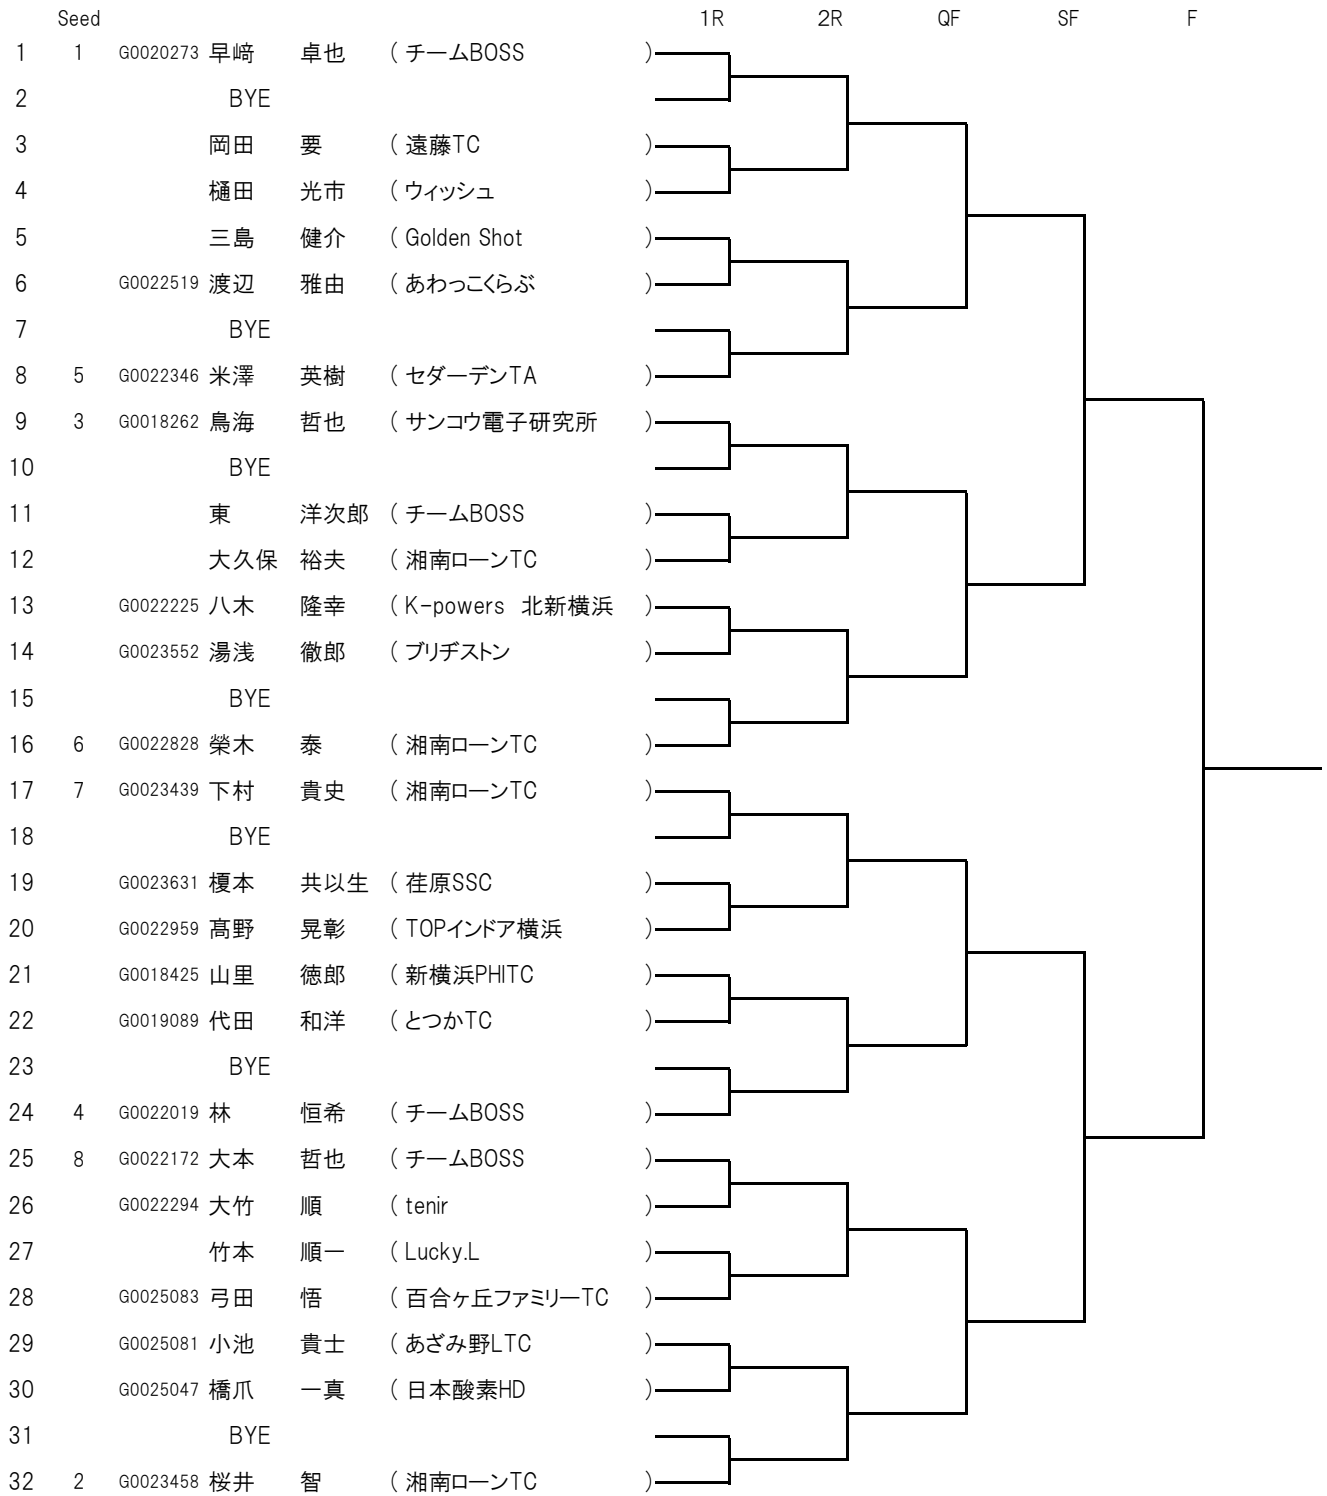 Seed 1R 2R QF SF F
1 1 G0020273 早﨑 卓也 ( チームBOSS )
2 BYE
3 岡田 要 ( 遠藤TC )
4 樋田 光市 ( ウィッシュ )
5 三島 健介 ( Golden Shot )
6 G0022519 渡辺 雅由 ( あわっこくらぶ )
7 BYE
8 5 G0022346 米澤 英樹 ( セダーデンTA )
9 3 G0018262 鳥海 哲也 ( サンコウ電子研究所 )
10 BYE
11 東 洋次郎 ( チームBOSS )
12 大久保 裕夫 ( 湘南ローンTC )
13 G0022225 八木 隆幸 ( K-powers 北新横浜 )
14 G0023552 湯浅 徹郎 ( ブリヂストン )
15 BYE
16 6 G0022828 榮木 泰 ( 湘南ローンTC )
17 7 G0023439 下村 貴史 ( 湘南ローンTC )
18 BYE
19 G0023631 榎本 共以生 ( 荏原SSC )
20 G0022959 髙野 晃彰 ( TOPインドア横浜 )
21 G0018425 山里 徳郎 ( 新横浜PHITC )
22 G0019089 代田 和洋 ( とつかTC )
23 BYE
24 4 G0022019 林 恒希 ( チームBOSS )
25 8 G0022172 大本 哲也 ( チームBOSS )
26 G0022294 大竹 順 ( tenir )
27 竹本 順一 ( Lucky.L )
28 G0025083 弓田 悟 ( 百合ヶ丘ファミリーTC )
29 G0025081 小池 貴士 ( あざみ野LTC )
30 G0025047 橋爪 一真 ( 日本酸素HD )
31 BYE
32 2 G0023458 桜井 智 ( 湘南ローンTC )